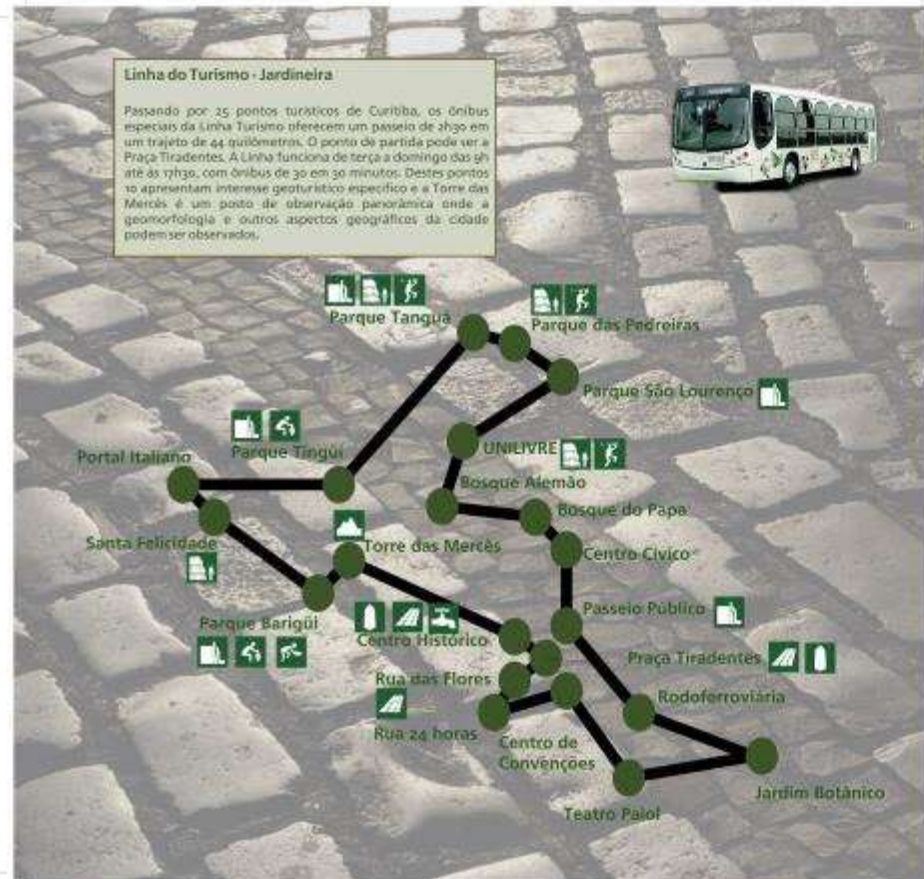 Linha do Turismo - Jardineira
Passando por 25 pontos turísticos de Curitiba, os ônibus
especiais da Linha Turismo oferecem um passeio de 2h30 em
um trajeto de 44 quilômetros. O ponto de partida pode ser a
Praça Tiradentes. A Linha funciona de terça a domingo das 9h
até às 17h30, com ônibus de 30 em 30 minutos. Destes pontos
10 apresentam interesse geoturístico específico e a Torre das
Mercês é um posto de observação panorâmica onde a
geomorfologia e outros aspectos geográficos da cidade
podem ser observados.
Parque Tanguá
Parque das Pedreiras
Parque São Lourenço
Parque Tingüi
Portal Italiano
UNILIVRE
Bosque Alemão
Bosque do Papa
Santa Felicidade
Torre das Mercês
Centro Cívico
Parque Barigüi
Passeio Público
Centro Histórico
Praça Tiradentes
Rua das Flores
Rodoferroviária
Rua 24 horas
Centro de
Convenções
Jardim Botânico
Teatro Paiol